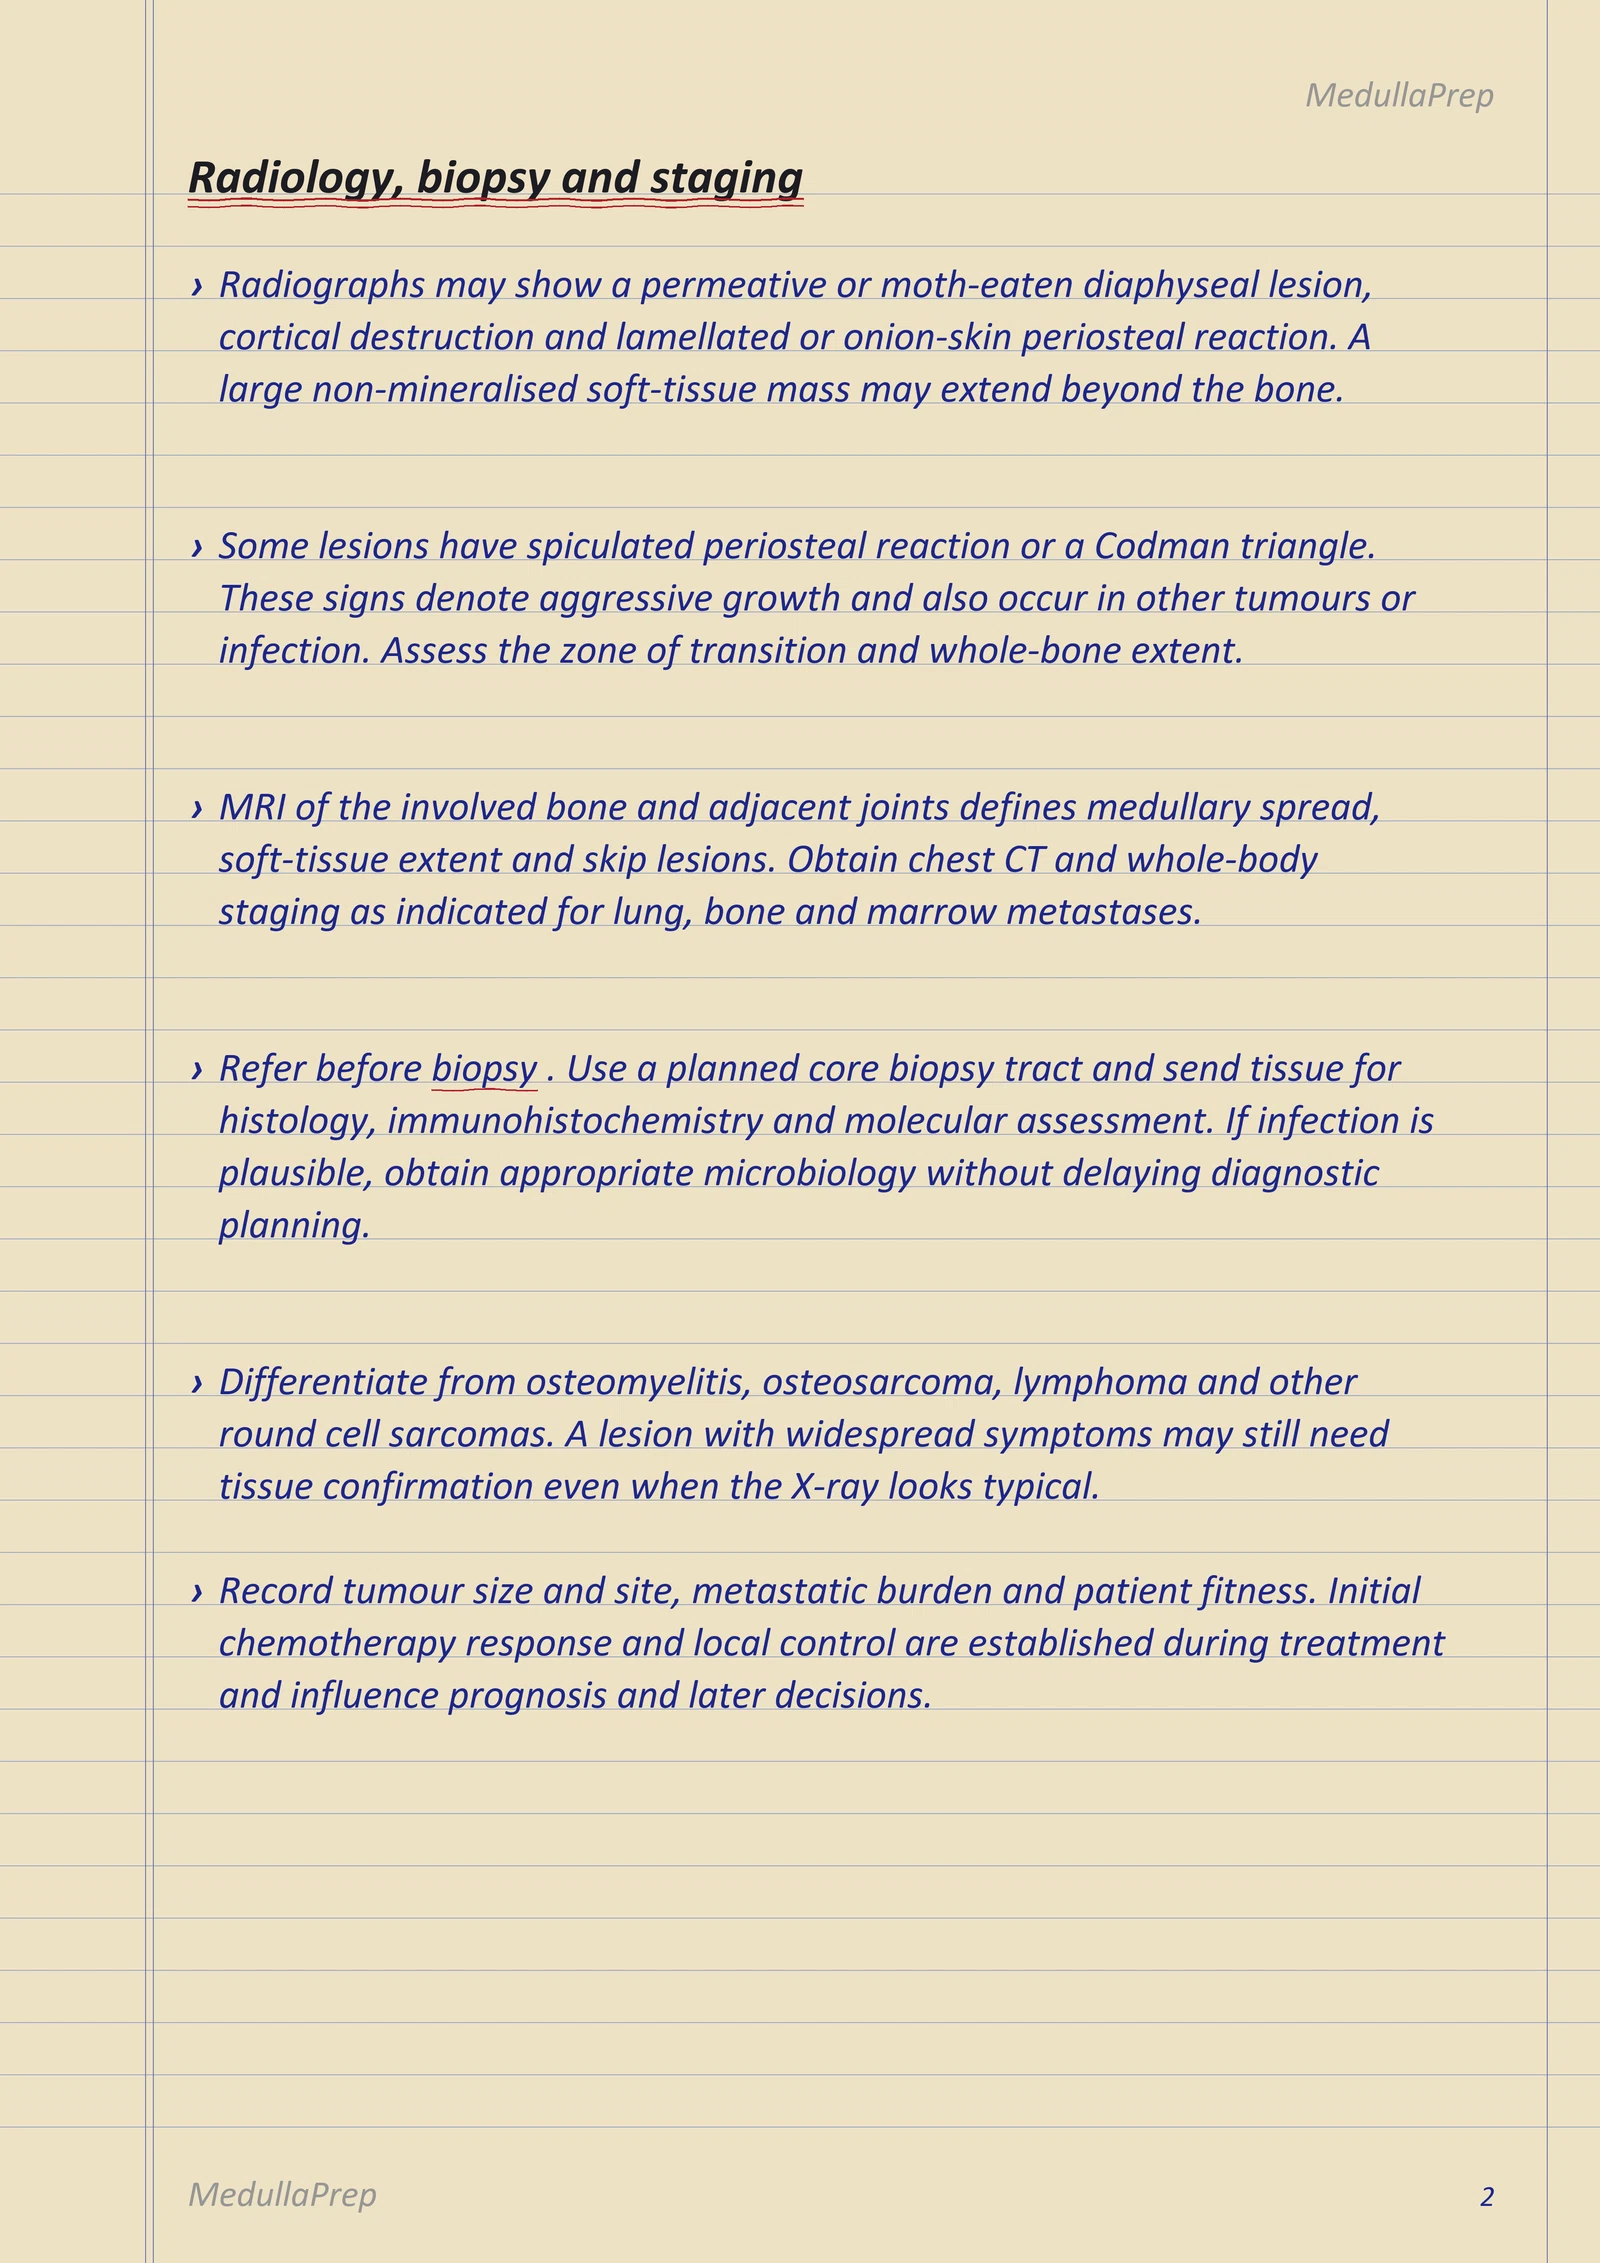 MedullaPrep
Radiology, biopsy and staging
› Radiographs may show a permeative or moth-eaten diaphyseal lesion,
cortical destruction and lamellated or onion-skin periosteal reaction. A
large non-mineralised soft-tissue mass may extend beyond the bone.
› Some lesions have spiculated periosteal reaction or a Codman triangle.
These signs denote aggressive growth and also occur in other tumours or
infection. Assess the zone of transition and whole-bone extent.
› MRI of the involved bone and adjacent joints defines medullary spread,
soft-tissue extent and skip lesions. Obtain chest CT and whole-body
staging as indicated for lung, bone and marrow metastases.
› Refer before biopsy . Use a planned core biopsy tract and send tissue for
histology, immunohistochemistry and molecular assessment. If infection is
plausible, obtain appropriate microbiology without delaying diagnostic
planning.
› Differentiate from osteomyelitis, osteosarcoma, lymphoma and other
round cell sarcomas. A lesion with widespread symptoms may still need
tissue confirmation even when the X-ray looks typical.
› Record tumour size and site, metastatic burden and patient fitness. Initial
chemotherapy response and local control are established during treatment
and influence prognosis and later decisions.
MedullaPrep
2